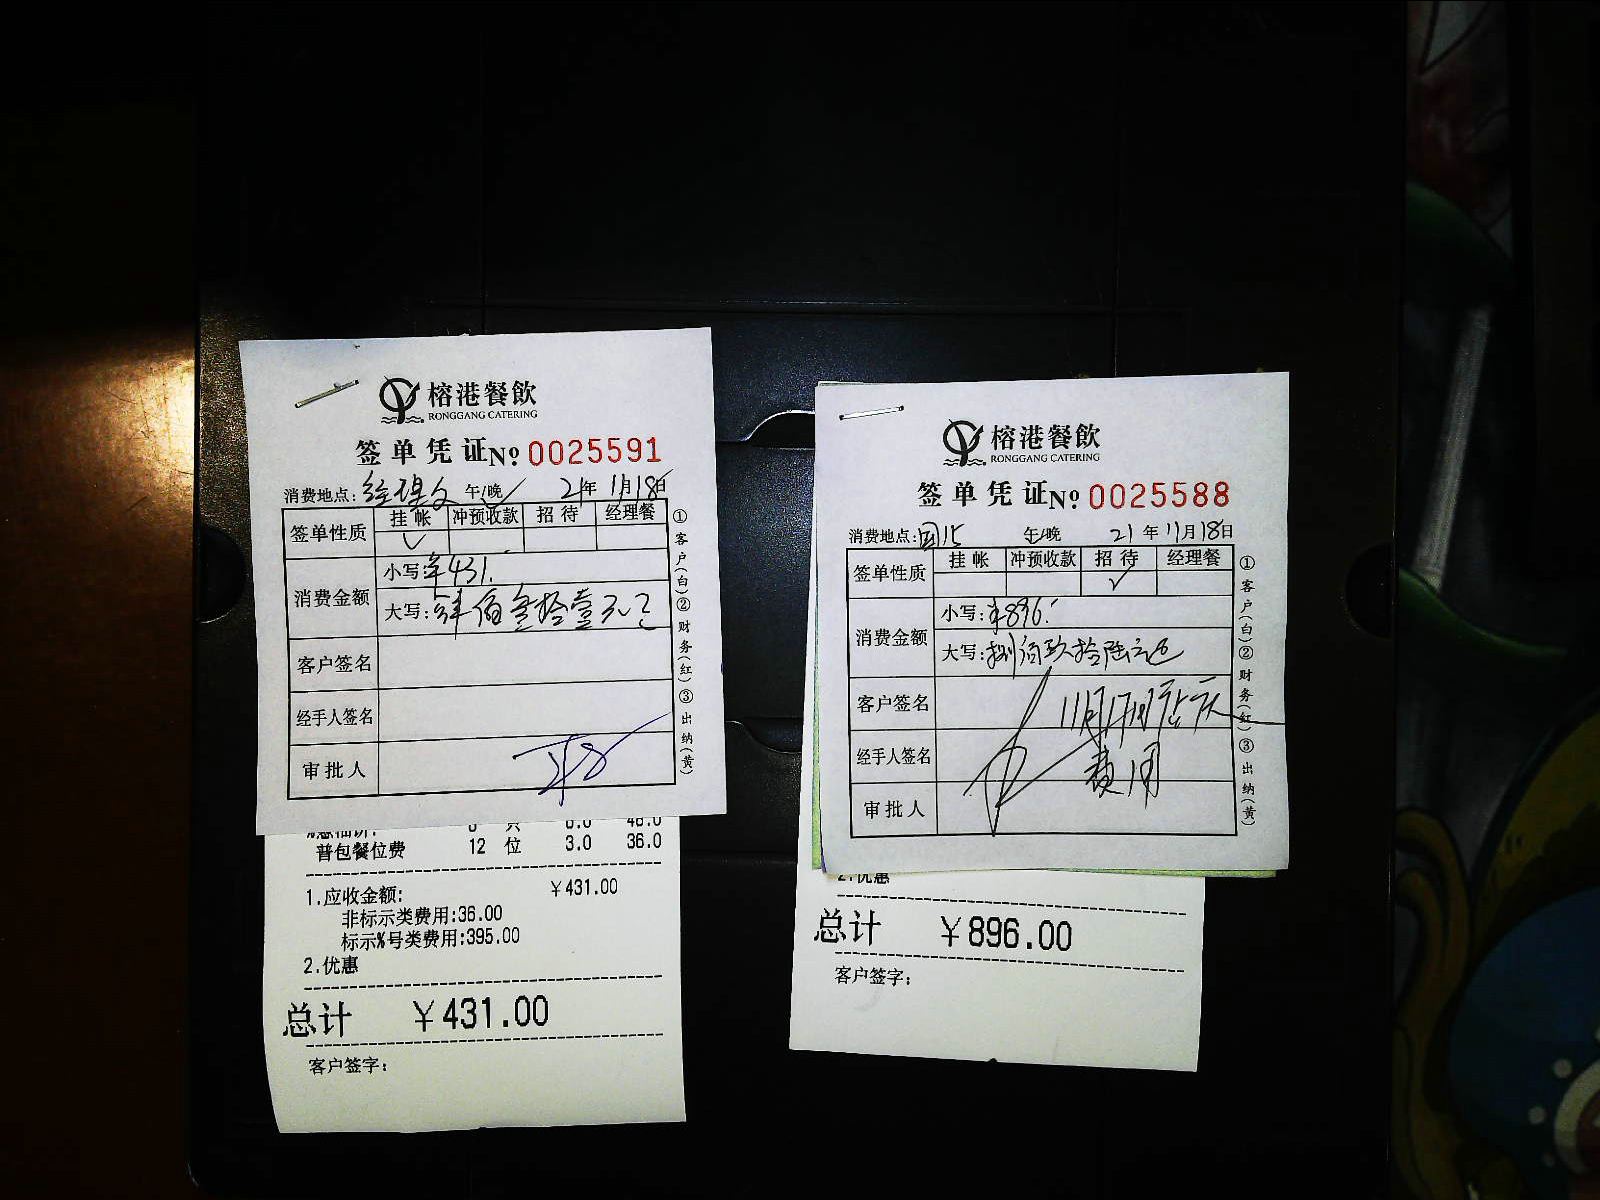 榕港餐飲
RONGGANG CATERING
签单凭证№ 0025591
消费地点: 午/晚 21年11月18日
签单性质 挂帐 冲预收款 招待 经理餐
✓
消费金额 小写:¥431.
大写:肆佰叁拾壹元
客户签名
经手人签名
审批人
①客户(白)②财务(红)③出纳(黄)
普包餐位费 12 位 3.0 36.0
1.应收金额: ¥431.00
非标示类费用:36.00
标示%号类费用:395.00
2.优惠
总计 ¥431.00
客户签字:
榕港餐飲
RONGGANG CATERING
签单凭证№ 0025588
消费地点: 午/晚 21年11月18日
签单性质 挂帐 冲预收款 招待 经理餐
✓
消费金额 小写:¥896.
大写:捌佰玖拾陆元
客户签名 11月17日
经手人签名 费用
审批人
①客户(白)②财务(红)③出纳(黄)
2.优惠
总计 ¥896.00
客户签字: